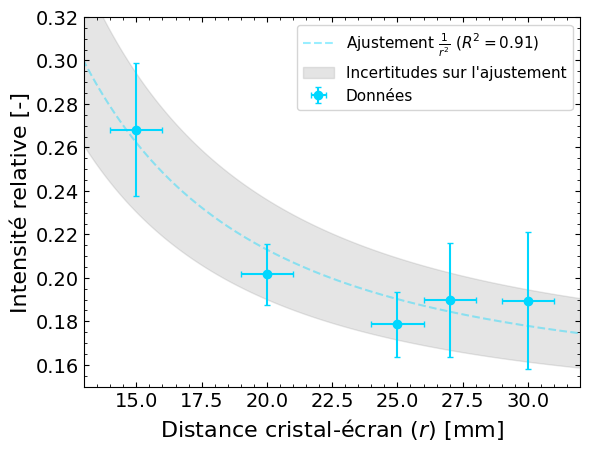 0.32
0.30
0.28
0.26
0.24
0.22
0.20
0.18
0.16
Intensité relative [-]
Ajustement 1/r² (R² = 0.91)
Incertitudes sur l'ajustement
Données
15.0 17.5 20.0 22.5 25.0 27.5 30.0
Distance cristal-écran (r) [mm]